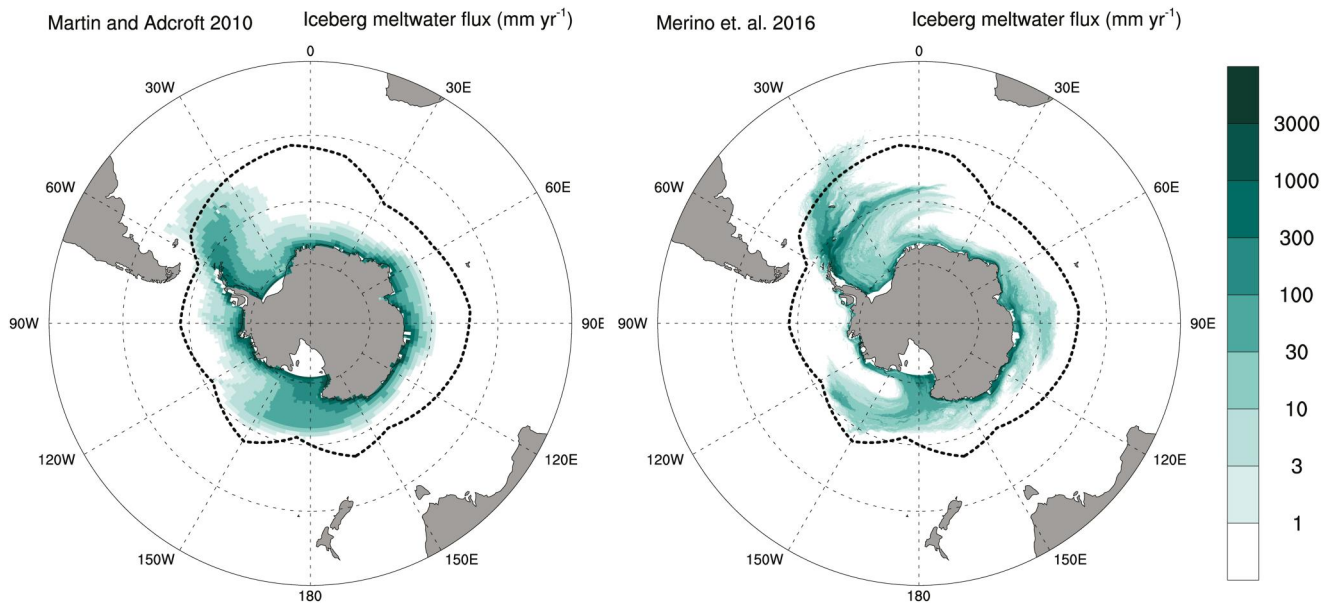 Martin and Adcroft 2010 Iceberg meltwater flux (mm yr⁻¹)
0
30W
30E
60W
60E
90W
90E
120W
120E
150W
150E
180
Merino et. al. 2016 Iceberg meltwater flux (mm yr⁻¹)
0
30W
30E
60W
60E
90W
90E
120W
120E
150W
150E
180
3000
1000
300
100
30
10
3
1